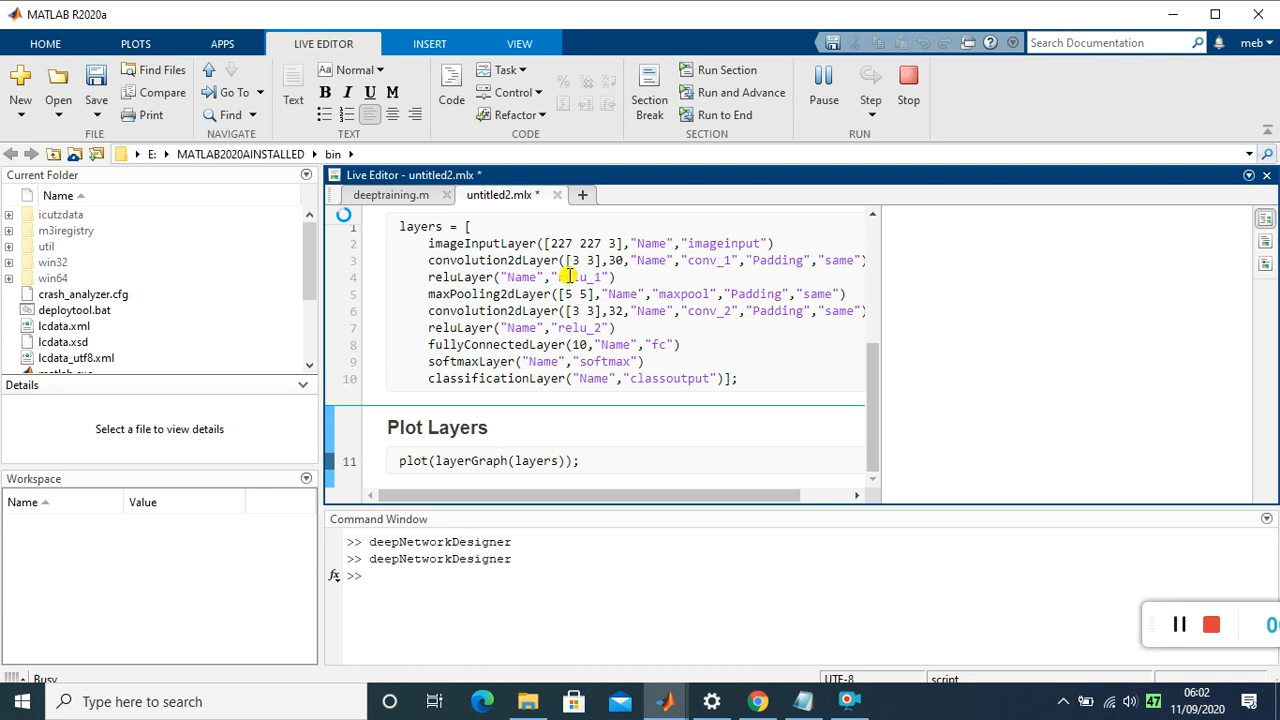 MATLAB R2020a
HOME PLOTS APPS LIVE EDITOR INSERT VIEW Search Documentation meb
New Open Save Find Files Compare Print Go To Find Text Normal B I U M Code Task Control Refactor Section Break Run Section Run and Advance Run to End Pause Step Stop
FILE NAVIGATE TEXT CODE SECTION RUN
E: MATLAB2020AINSTALLED bin
Current Folder
Name
icutzdata
m3iregistry
util
win32
win64
crash_analyzer.cfg
deploytool.bat
lcdata.xml
lcdata.xsd
lcdata_utf8.xml
Details
Select a file to view details
Workspace
Name Value
Live Editor - untitled2.mlx *
deeptraining.m untitled2.mlx *
1 layers = [
2 imageInputLayer([227 227 3],"Name","imageinput")
3 convolution2dLayer([3 3],30,"Name","conv_1","Padding","same")
4 reluLayer("Name","relu_1")
5 maxPooling2dLayer([5 5],"Name","maxpool","Padding","same")
6 convolution2dLayer([3 3],32,"Name","conv_2","Padding","same")
7 reluLayer("Name","relu_2")
8 fullyConnectedLayer(10,"Name","fc")
9 softmaxLayer("Name","softmax")
10 classificationLayer("Name","classoutput")];
Plot Layers
11 plot(layerGraph(layers));
Command Window
>> deepNetworkDesigner
>> deepNetworkDesigner
fx >>
Busy UTF-8 script
Type here to search
47
06:02
11/09/2020